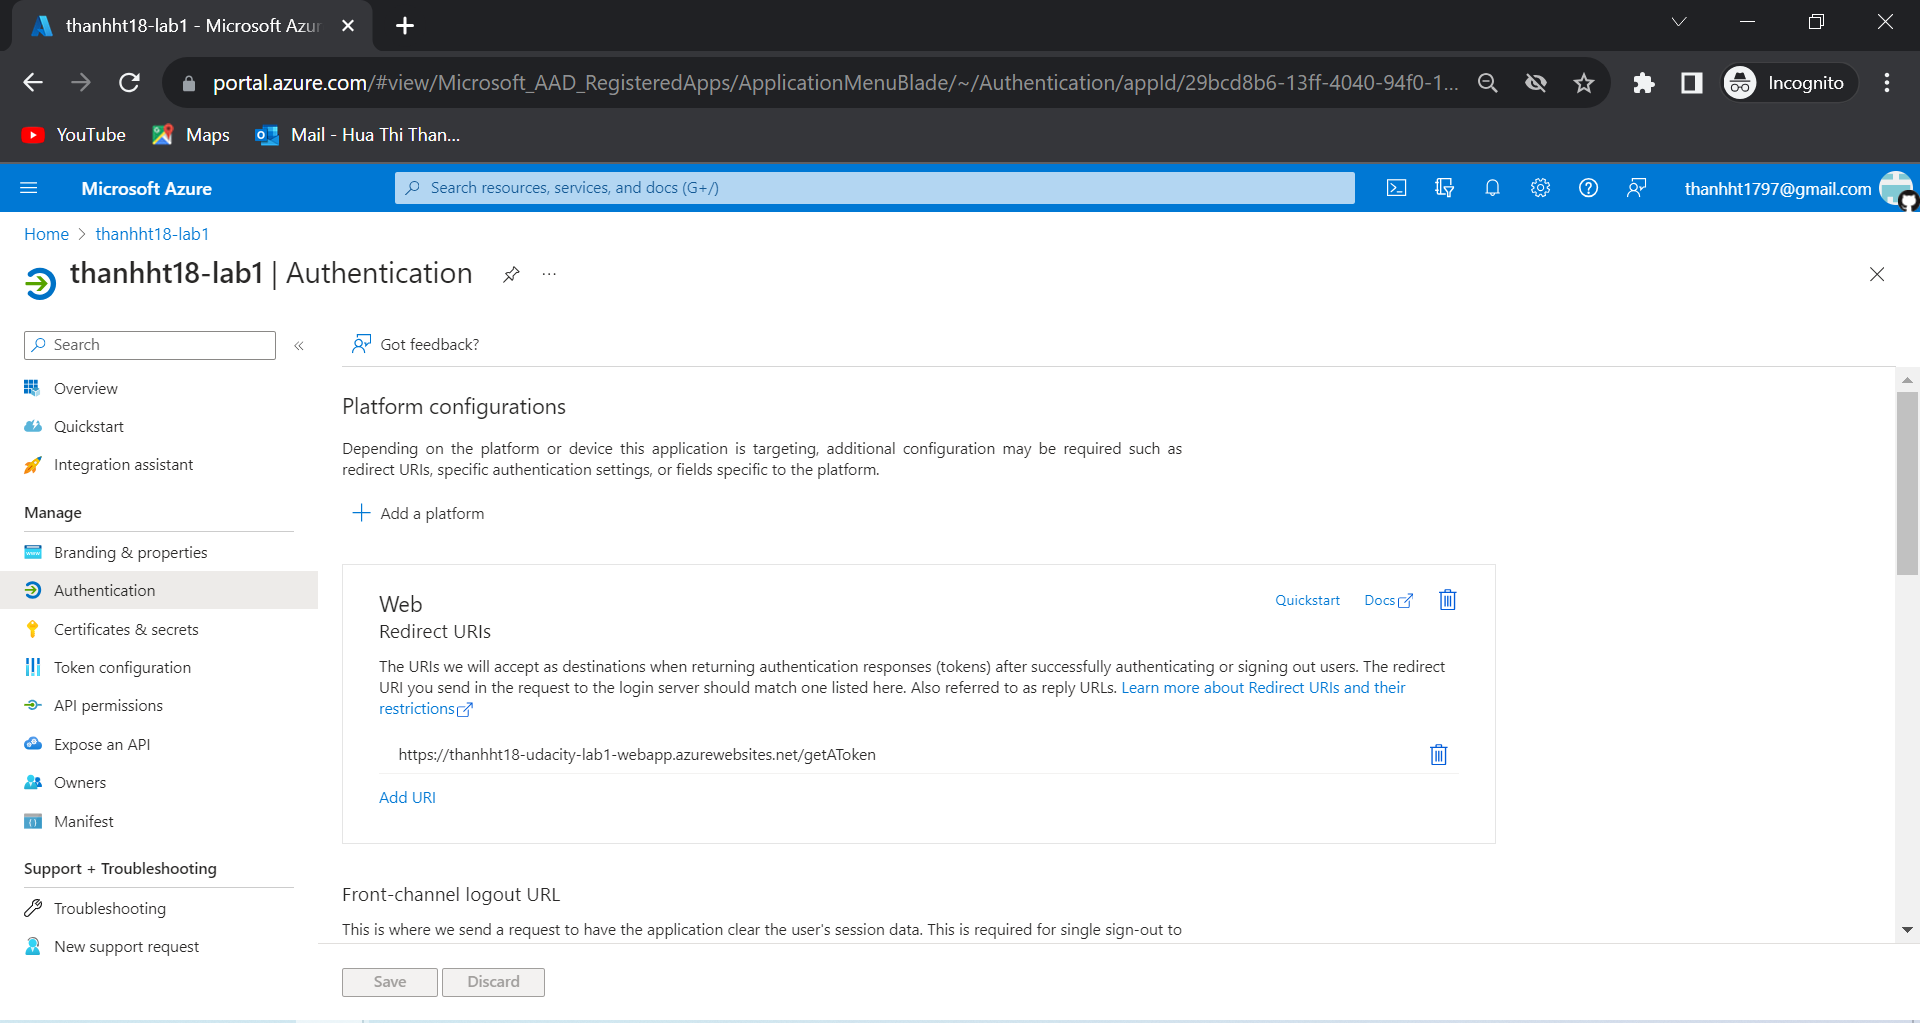 thanhht18-lab1 - Microsoft Azur
portal.azure.com/#view/Microsoft_AAD_RegisteredApps/ApplicationMenuBlade/~/Authentication/appId/29bcd8b6-13ff-4040-94f0-1...
Incognito
YouTube
Maps
Mail - Hua Thi Than...
Microsoft Azure
Search resources, services, and docs (G+/)
thanhht1797@gmail.com
Home > thanhht18-lab1
thanhht18-lab1 | Authentication
Search
Got feedback?
Overview
Quickstart
Integration assistant
Manage
Branding & properties
Authentication
Certificates & secrets
Token configuration
API permissions
Expose an API
Owners
Manifest
Support + Troubleshooting
Troubleshooting
New support request
Platform configurations
Depending on the platform or device this application is targeting, additional configuration may be required such as
redirect URIs, specific authentication settings, or fields specific to the platform.
Add a platform
Web
Quickstart
Docs
Redirect URIs
The URIs we will accept as destinations when returning authentication responses (tokens) after successfully authenticating or signing out users. The redirect
URI you send in the request to the login server should match one listed here. Also referred to as reply URLs. Learn more about Redirect URIs and their
restrictions
https://thanhht18-udacity-lab1-webapp.azurewebsites.net/getAToken
Add URI
Front-channel logout URL
This is where we send a request to have the application clear the user's session data. This is required for single sign-out to
Save
Discard